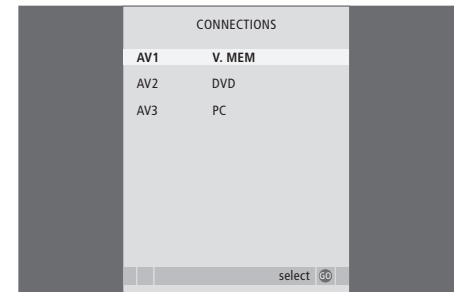 CONNECTIONS
AV1 V. MEM
AV2 DVD
AV3 PC
select GO